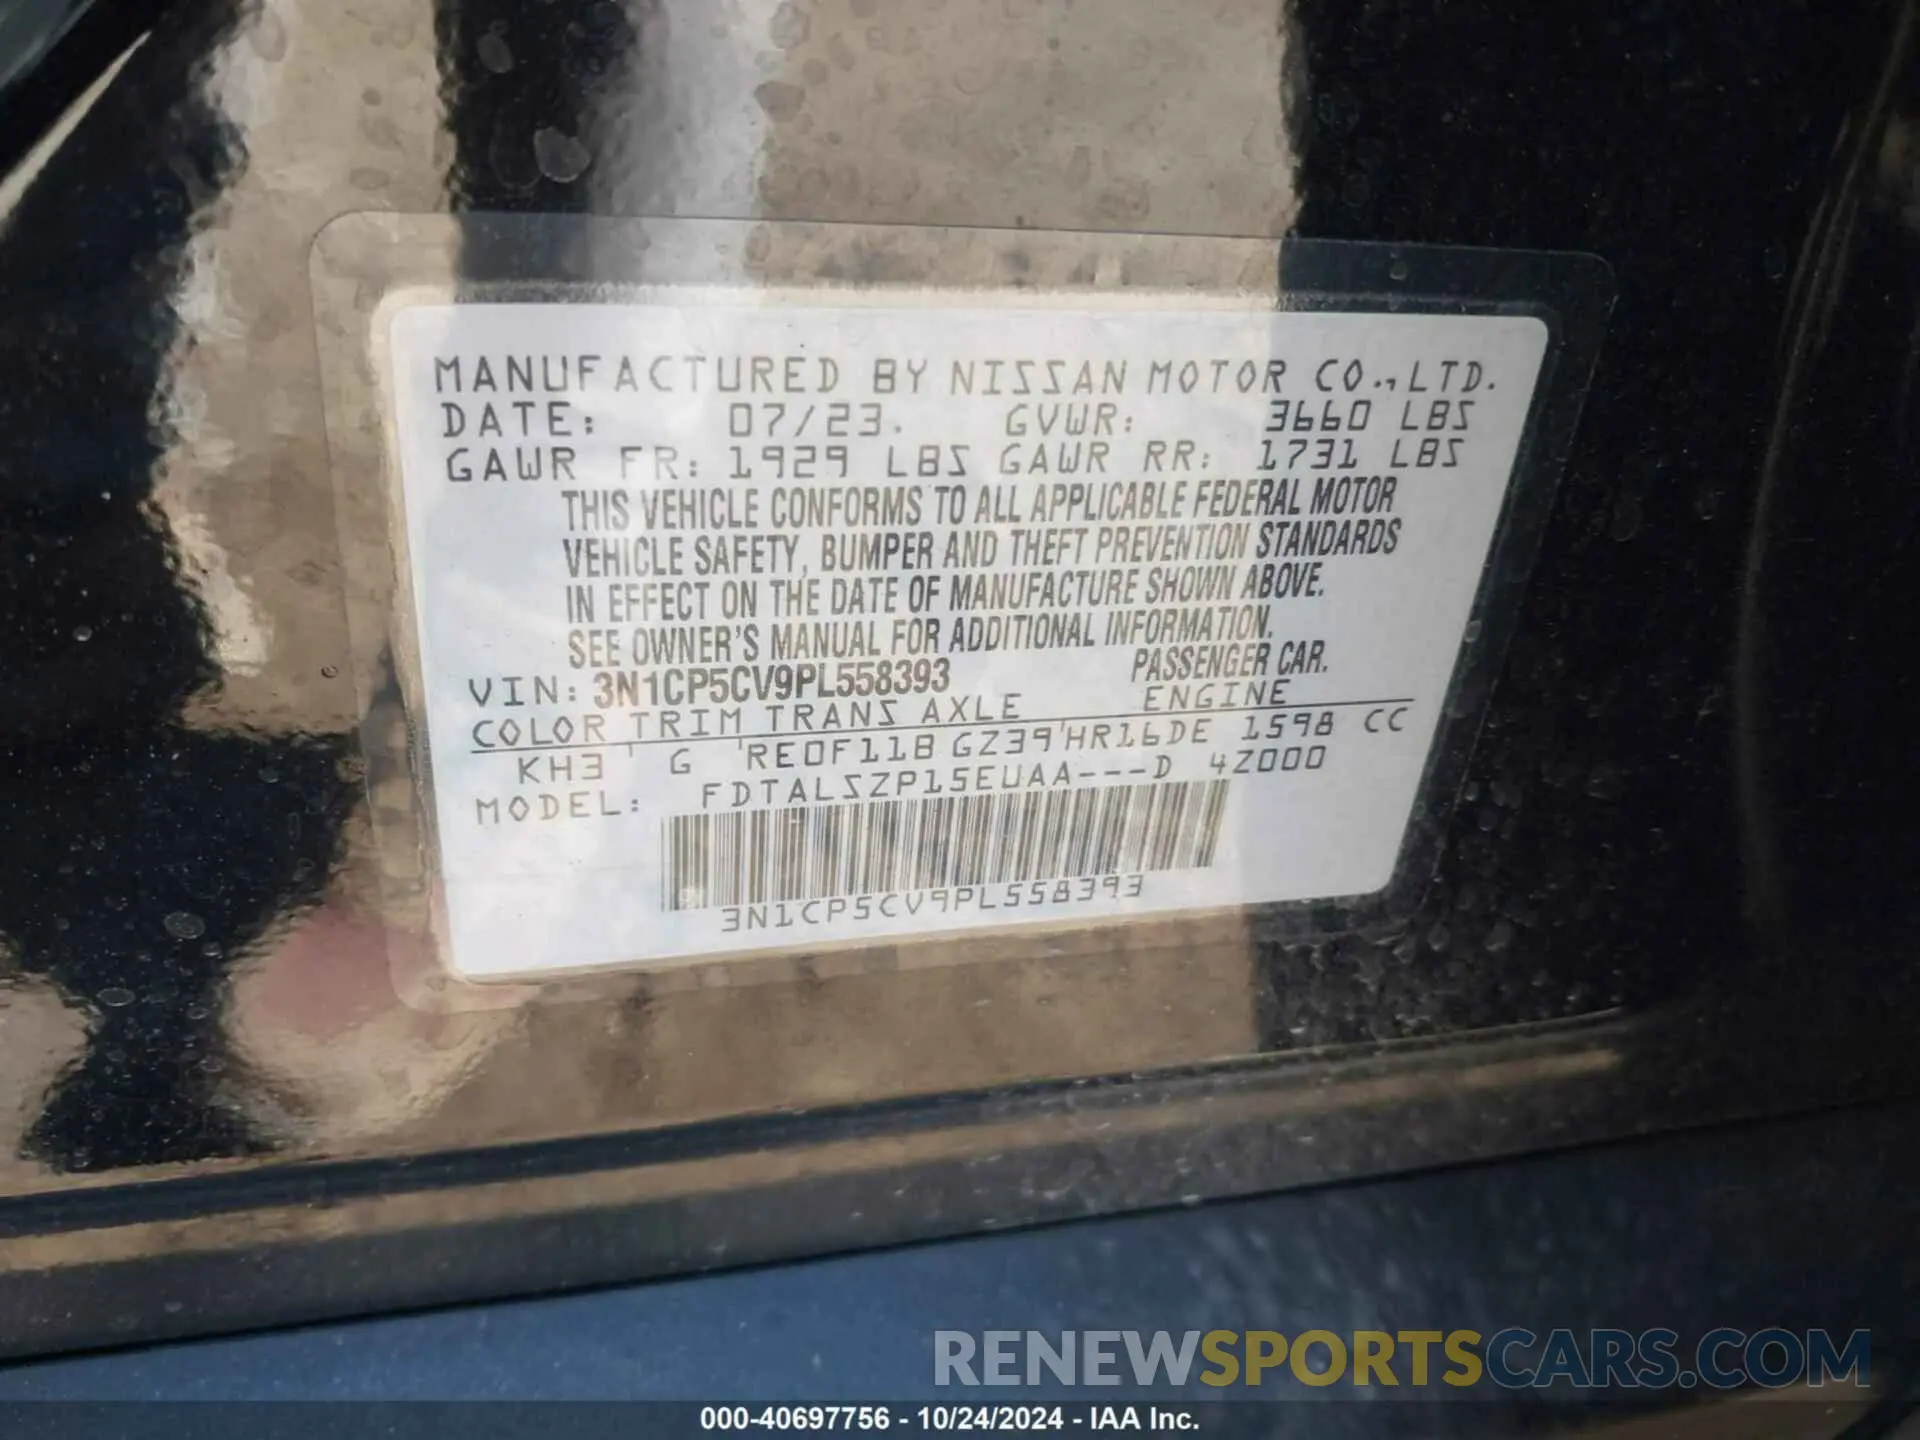 MANUFACTURED BY NISSAN MOTOR CO.,LTD.
DATE: 07/23. GVWR: 3660 LBS
GAWR FR: 1929 LBS GAWR RR: 1731 LBS
THIS VEHICLE CONFORMS TO ALL APPLICABLE FEDERAL MOTOR
VEHICLE SAFETY, BUMPER AND THEFT PREVENTION STANDARDS
IN EFFECT ON THE DATE OF MANUFACTURE SHOWN ABOVE.
SEE OWNER'S MANUAL FOR ADDITIONAL INFORMATION.
VIN: 3N1CP5CV9PL558393 PASSENGER CAR.
COLOR TRIM TRANS AXLE ENGINE
KH3 ' G 'RE0F11B GZ39'HR16DE 1598 CC
MODEL: FDTALSZP15EUAA---D 4Z000
3N1CP5CV9PL558393
RENEWSPORTSCARS.COM
000-40697756 - 10/24/2024 - IAA Inc.